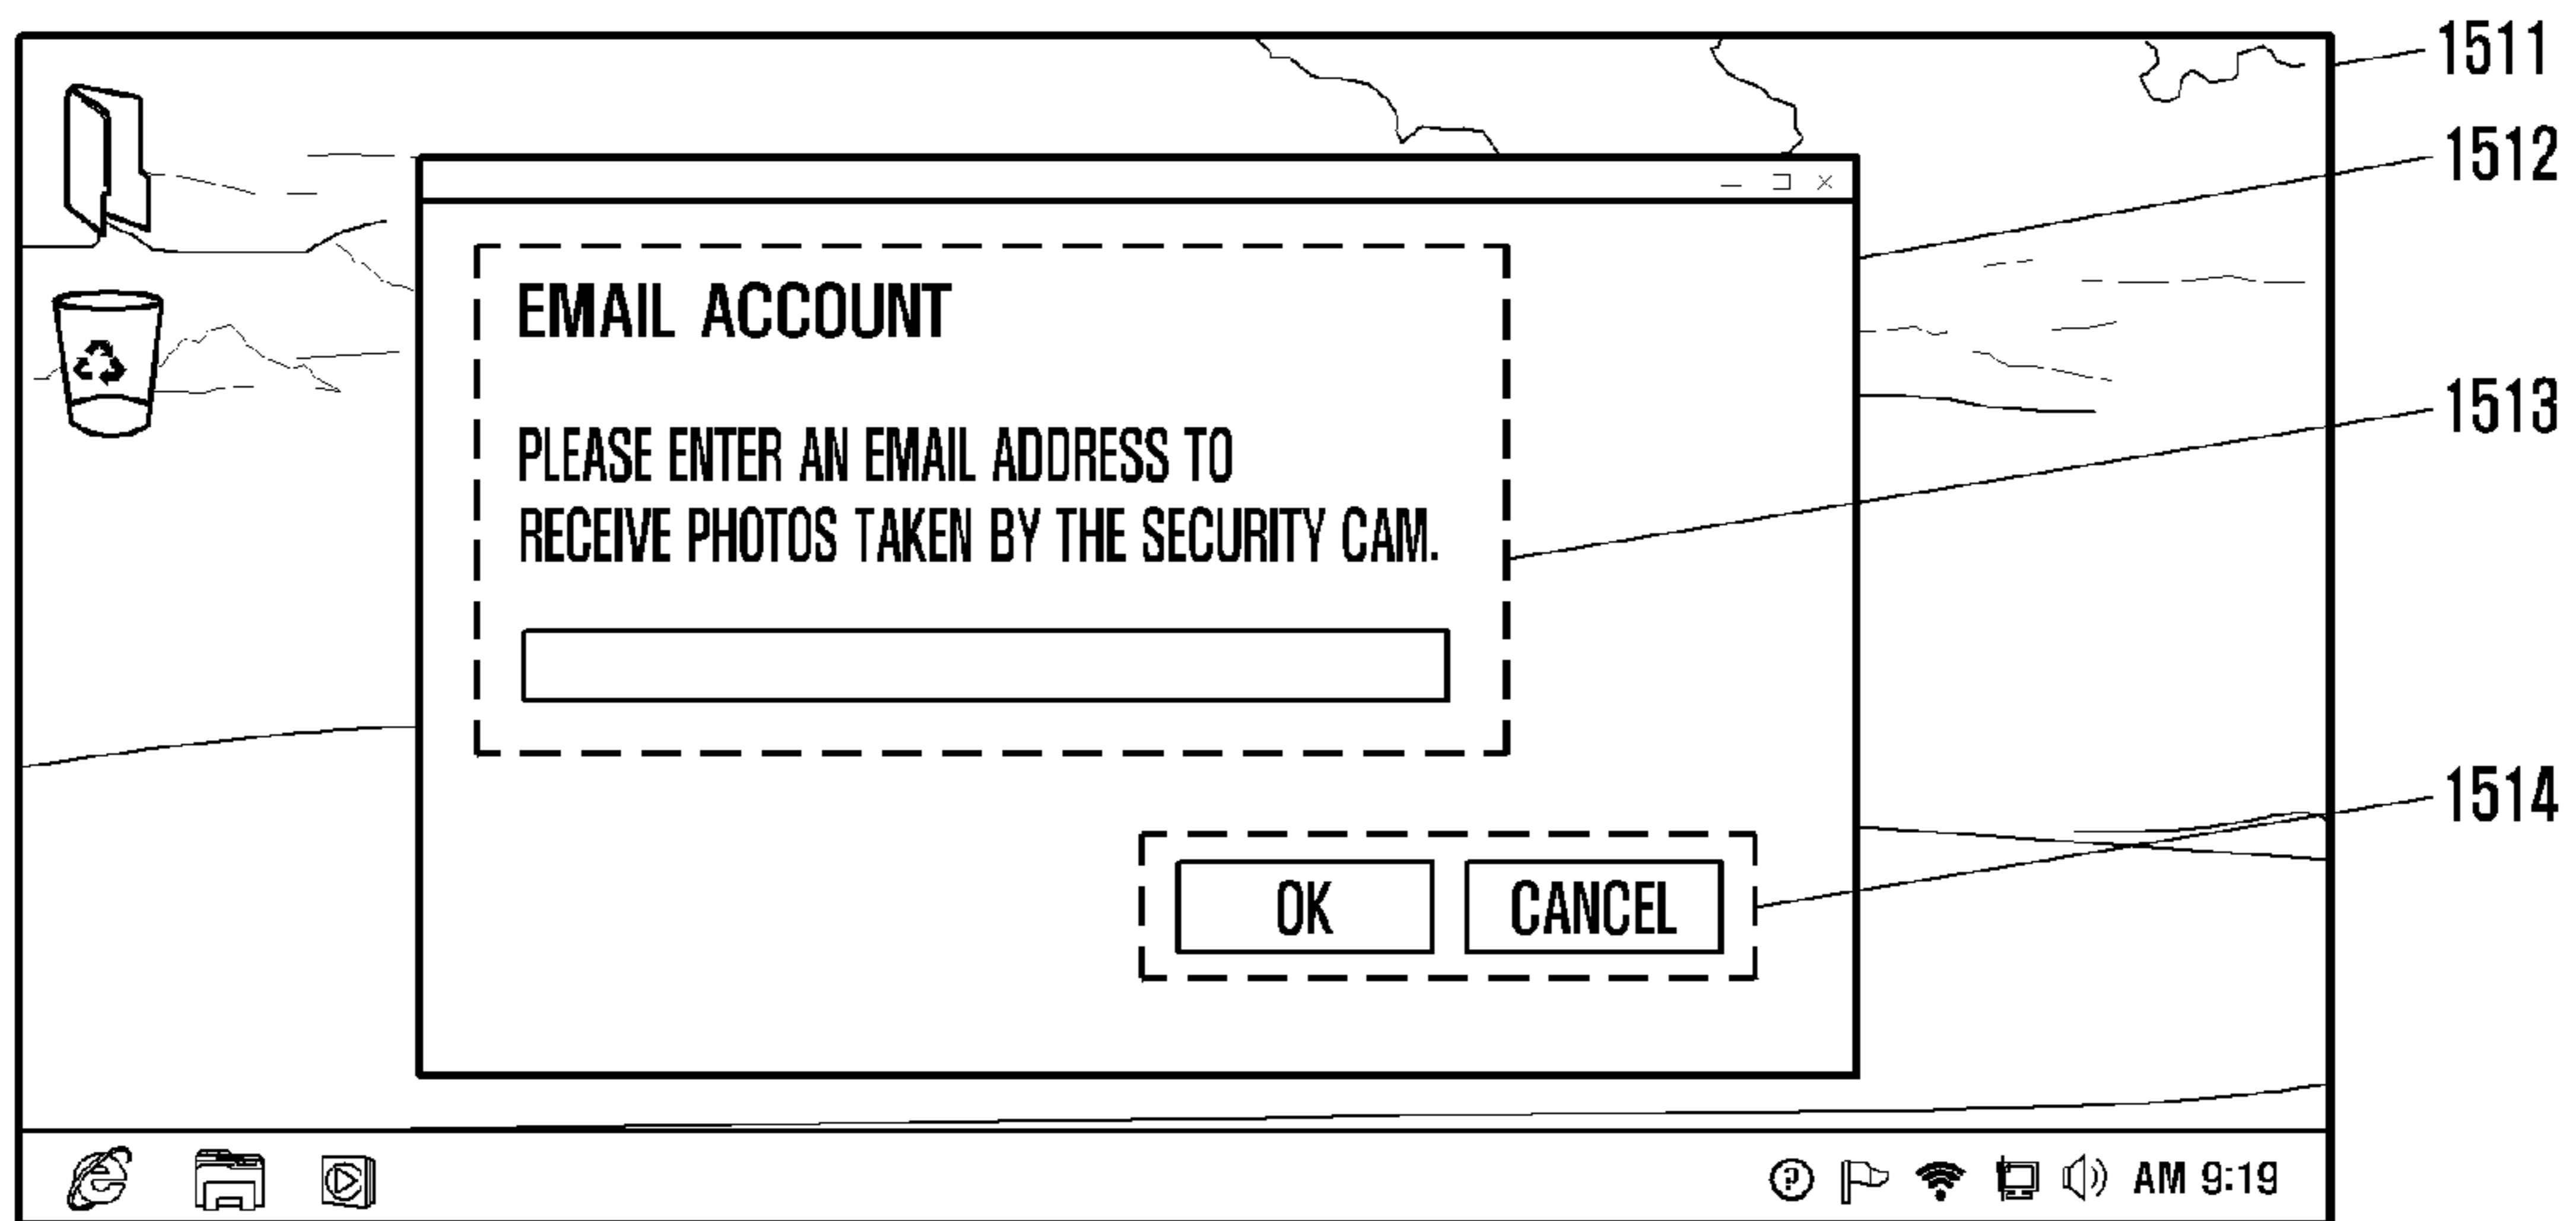 1511
1512
EMAIL ACCOUNT
1513
PLEASE ENTER AN EMAIL ADDRESS TO
RECEIVE PHOTOS TAKEN BY THE SECURITY CAM.
1514
OK CANCEL
AM 9:19